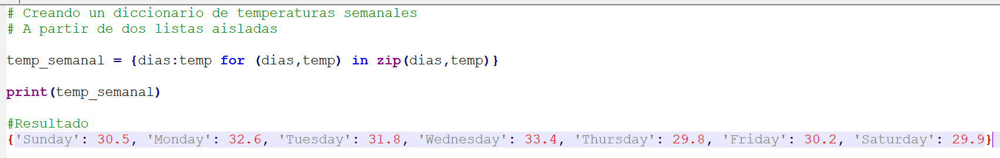 # Creando un diccionario de temperaturas semanales
# A partir de dos listas aisladas
temp_semanal = {dias:temp for (dias,temp) in zip(dias,temp)}
print(temp_semanal)
#Resultado
{'Sunday': 30.5, 'Monday': 32.6, 'Tuesday': 31.8, 'Wednesday': 33.4, 'Thursday': 29.8, 'Friday': 30.2, 'Saturday': 29.9}